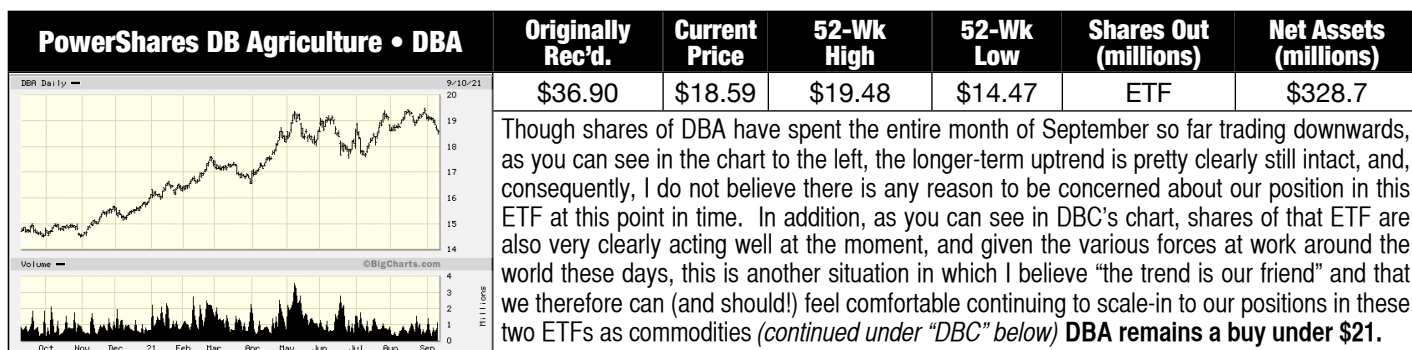 PowerShares DB Agriculture • DBA
Originally Rec'd.
Current Price
52-Wk High
52-Wk Low
Shares Out (millions)
Net Assets (millions)
$36.90 $18.59 $19.48 $14.47 ETF $328.7
Though shares of DBA have spent the entire month of September so far trading downwards,
as you can see in the chart to the left, the longer-term uptrend is pretty clearly still intact, and,
consequently, I do not believe there is any reason to be concerned about our position in this
ETF at this point in time. In addition, as you can see in DBC's chart, shares of that ETF are
also very clearly acting well at the moment, and given the various forces at work around the
world these days, this is another situation in which I believe “the trend is our friend” and that
we therefore can (and should!) feel comfortable continuing to scale-in to our positions in these
two ETFs as commodities (continued under “DBC” below) DBA remains a buy under $21.
DBA Daily 9/10/21
20
19
18
17
16
15
14
Volume ©BigCharts.com
4
3
2
1
0
Millions
Oct Nov Dec 21 Feb Mar Apr May Jun Jul Aug Sep